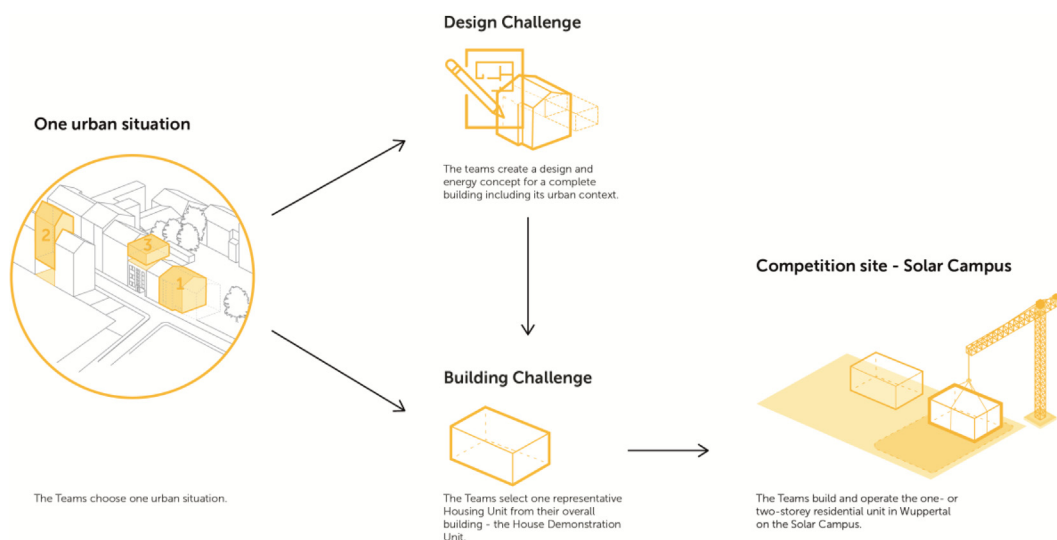 Design Challenge
The teams create a design and
energy concept for a complete
building including its urban context.
One urban situation
2
3
1
The Teams choose one urban situation.
Building Challenge
The Teams select one representative
Housing Unit from their overall
building - the House Demonstration
Unit.
Competition site - Solar Campus
The Teams build and operate the one- or
two-storey residential unit in Wuppertal
on the Solar Campus.